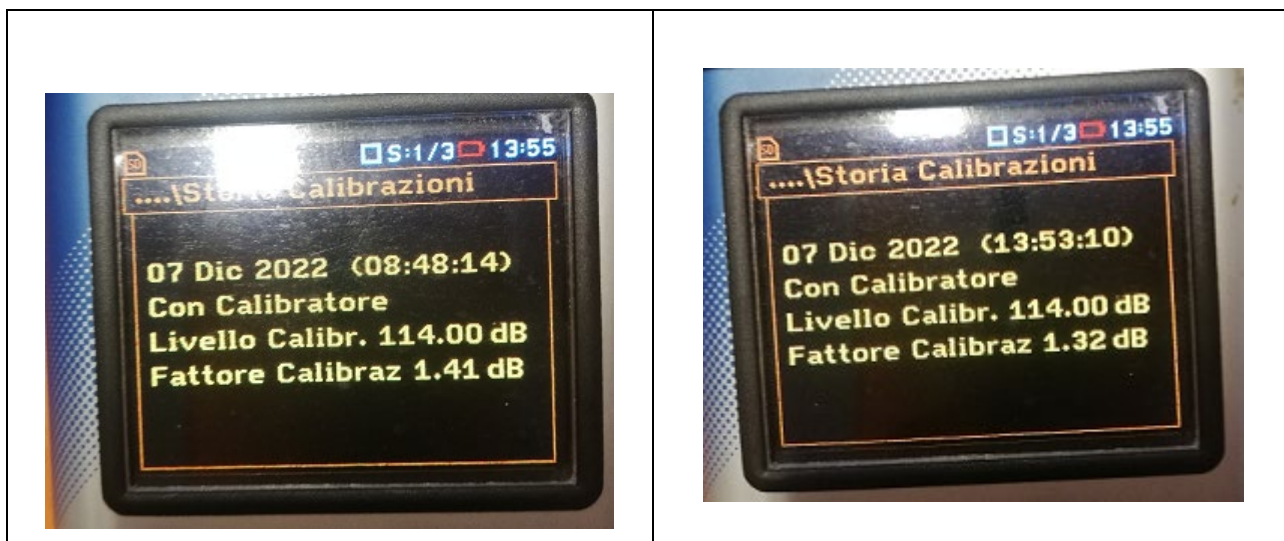 S:1/3 13:55
....\Storia Calibrazioni
07 Dic 2022 (08:48:14)
Con Calibratore
Livello Calibr. 114.00 dB
Fattore Calibraz 1.41 dB
S:1/3 13:55
....\Storia Calibrazioni
07 Dic 2022 (13:53:10)
Con Calibratore
Livello Calibr. 114.00 dB
Fattore Calibraz 1.32 dB